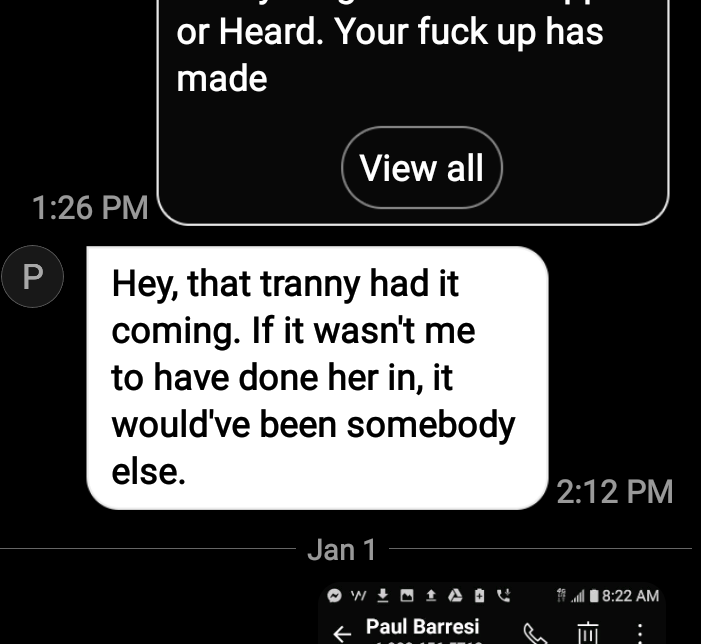 or Heard. Your fuck up has
made
View all
1:26 PM
P
Hey, that tranny had it
coming. If it wasn't me
to have done her in, it
would've been somebody
else.
2:12 PM
Jan 1
8:22 AM
Paul Barresi